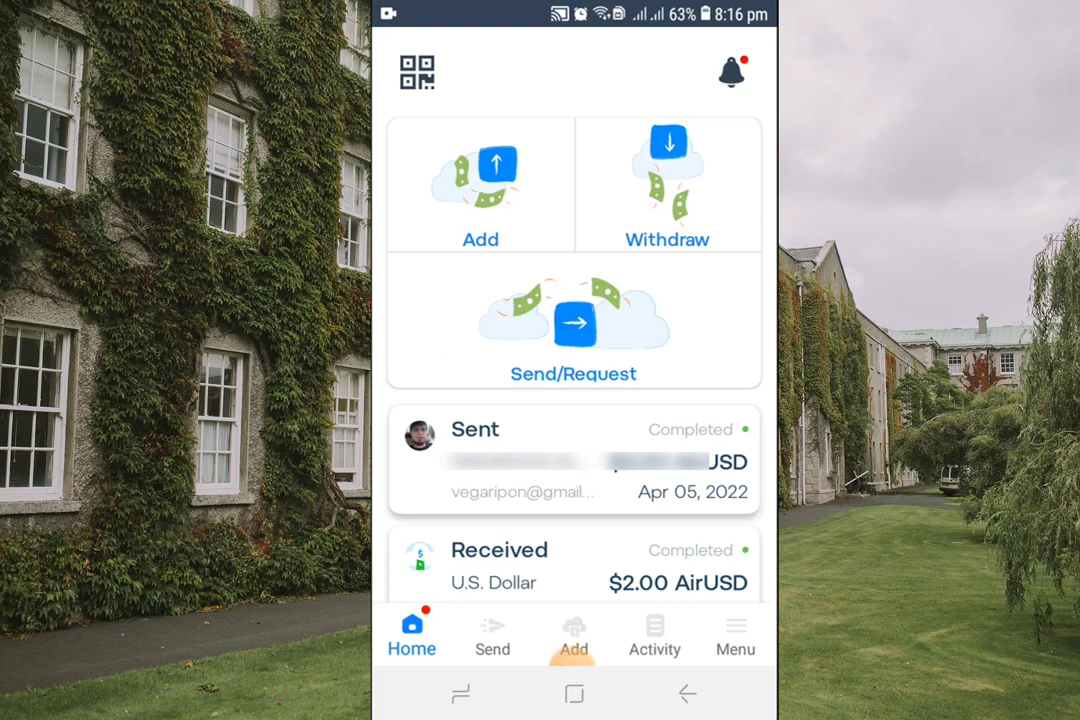 63% 8:16 pm
Add
Withdraw
Send/Request
Sent
Completed
USD
vegaripon@gmail...
Apr 05, 2022
Received
Completed
U.S. Dollar
$2.00 AirUSD
Home
Send
Add
Activity
Menu